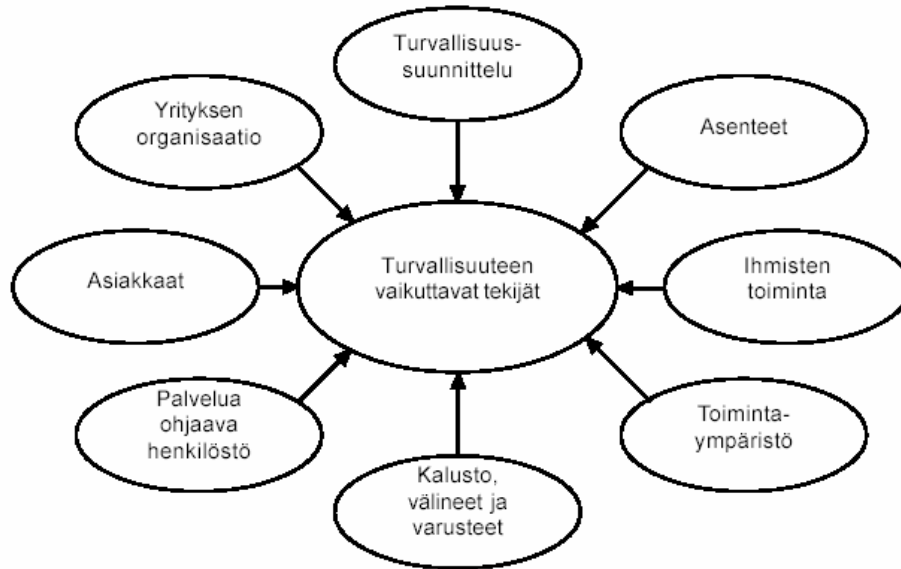 Turvallisuus-
suunnittelu
Yrityksen
organisaatio
Asenteet
Asiakkaat
Turvallisuuteen
vaikuttavat tekijät
Ihmisten
toiminta
Palvelua
ohjaava
henkilöstö
Toiminta-
ympäristö
Kalusto,
välineet ja
varusteet